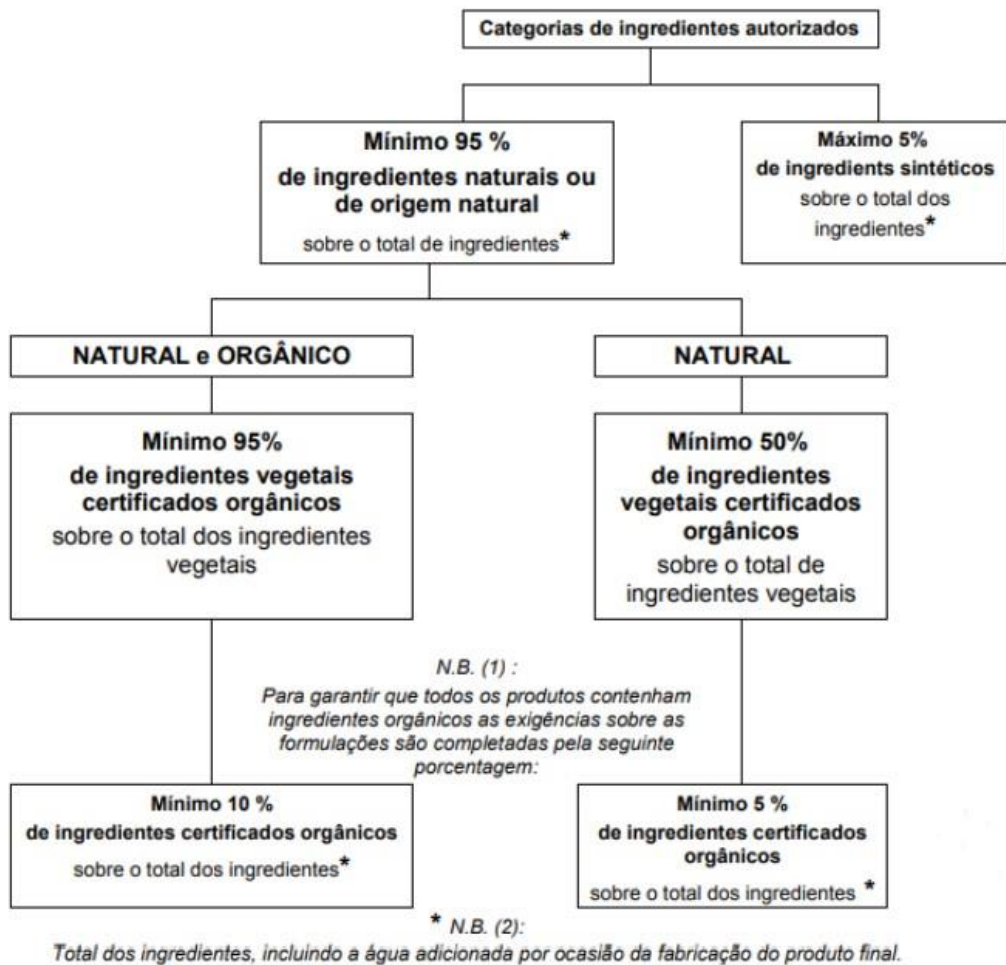 Categorias de ingredientes autorizados
Mínimo 95 %
de ingredientes naturais ou
de origem natural
sobre o total de ingredientes*
Máximo 5%
de ingredients sintéticos
sobre o total dos
ingredientes*
NATURAL e ORGÂNICO
NATURAL
Mínimo 95%
de ingredientes vegetais
certificados orgânicos
sobre o total dos ingredientes
vegetais
Mínimo 50%
de ingredientes
vegetais certificados
orgânicos
sobre o total de
ingredientes vegetais
N.B. (1) :
Para garantir que todos os produtos contenham
ingredientes orgânicos as exigências sobre as
formulações são completadas pela seguinte
porcentagem:
Mínimo 10 %
de ingredientes certificados orgânicos
sobre o total dos ingredientes*
Mínimo 5 %
de ingredientes certificados
orgânicos
sobre o total dos ingredientes *
* N.B. (2):
Total dos ingredientes, incluindo a água adicionada por ocasião da fabricação do produto final.